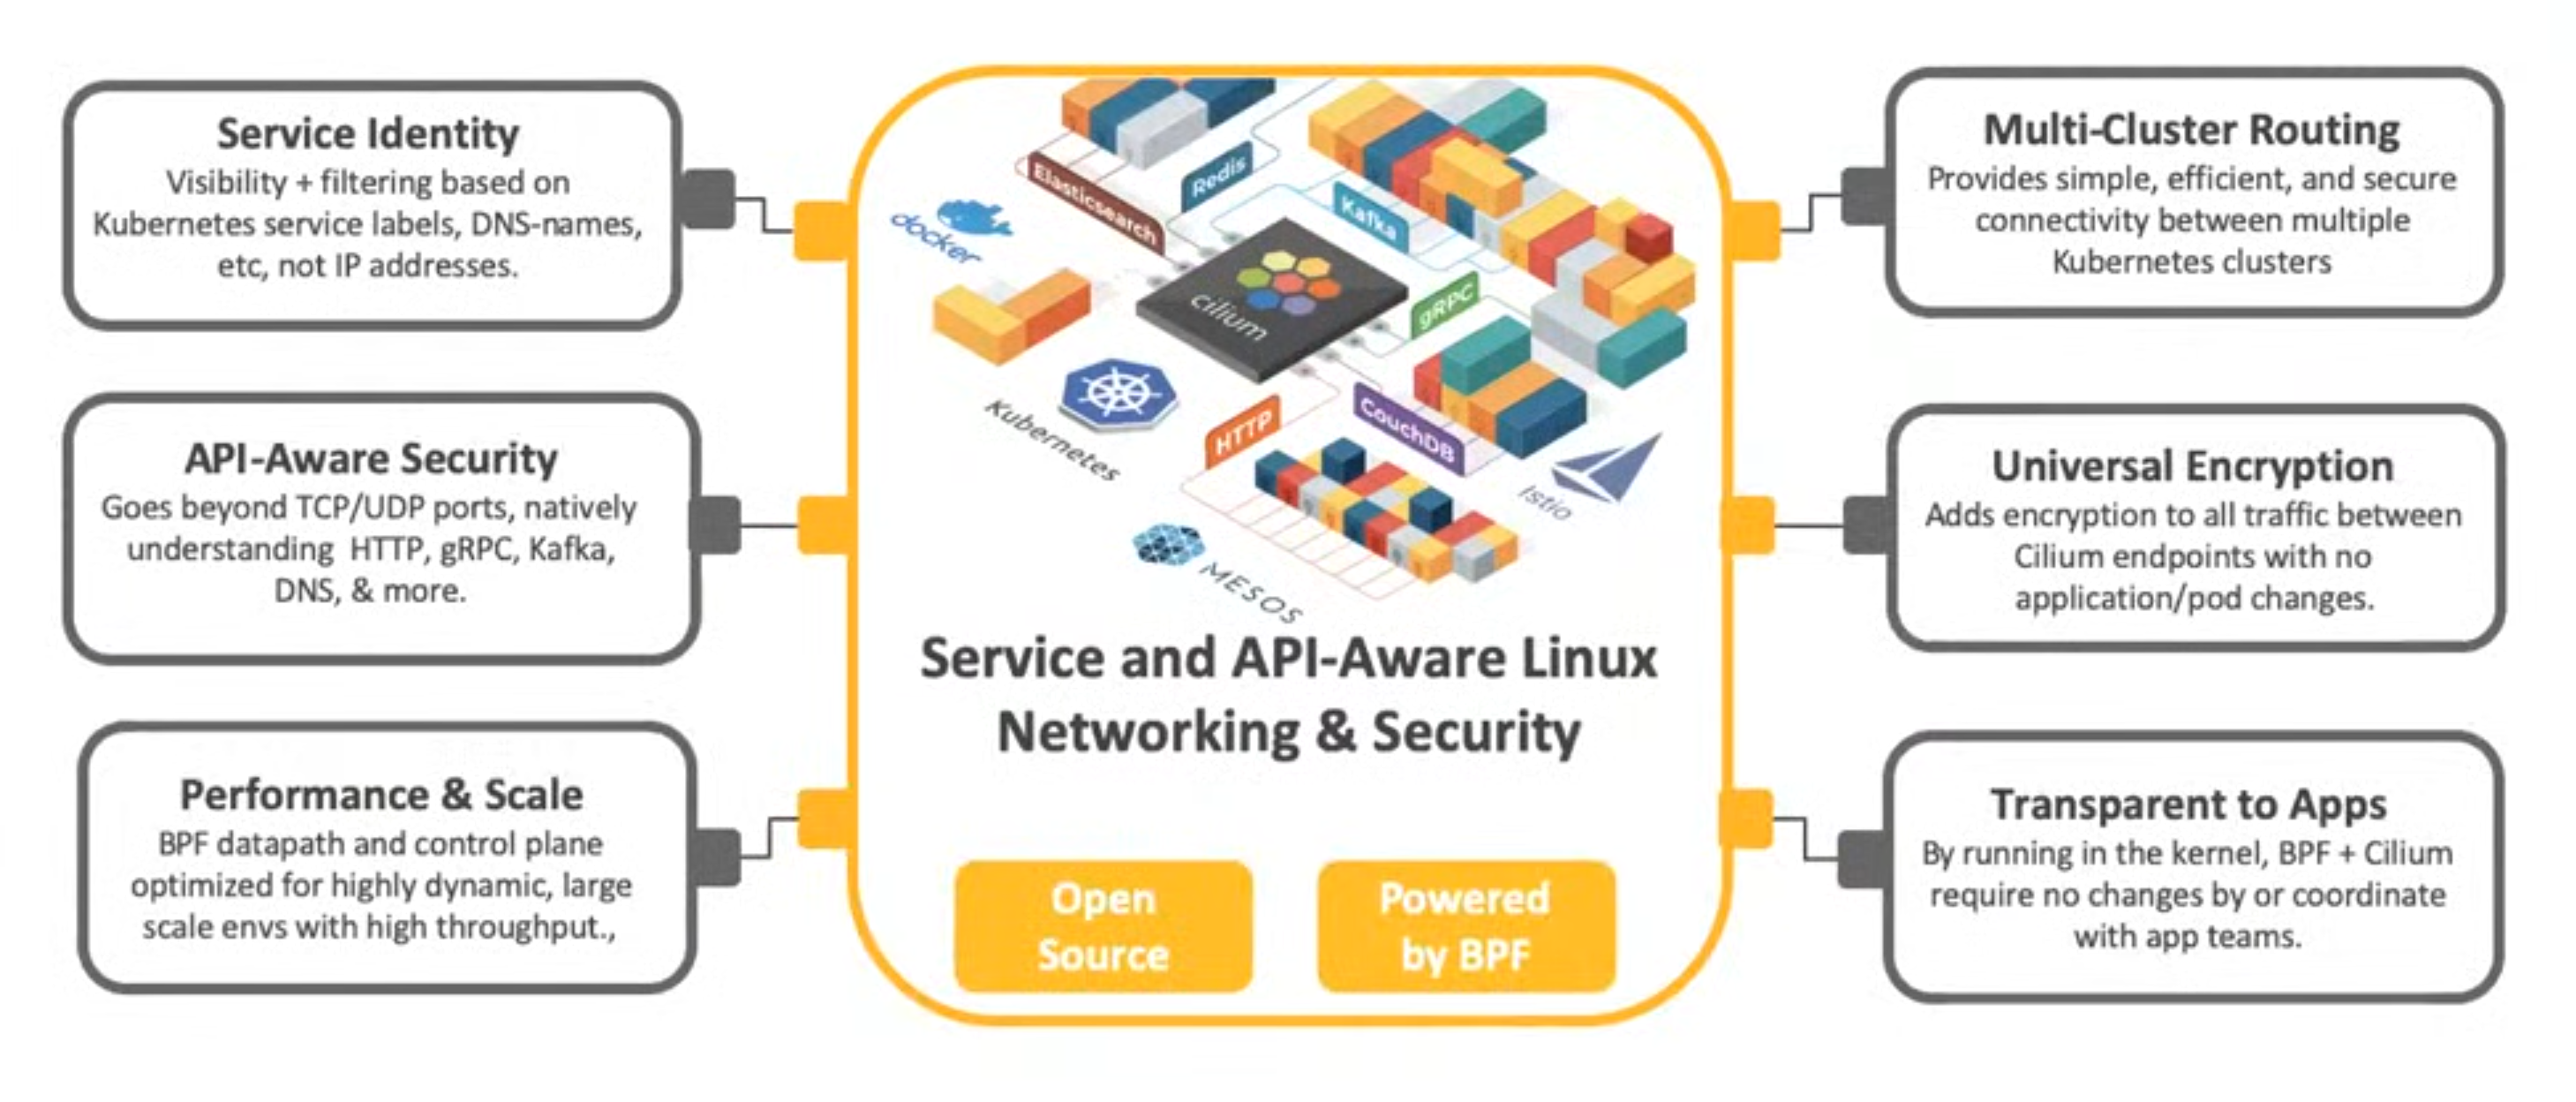 Service Identity
Visibility + filtering based on
Kubernetes service labels, DNS-names,
etc, not IP addresses.
API-Aware Security
Goes beyond TCP/UDP ports, natively
understanding HTTP, gRPC, Kafka,
DNS, & more.
Performance & Scale
BPF datapath and control plane
optimized for highly dynamic, large
scale envs with high throughput.,
Elasticsearch
Redis
Kafka
docker
cilium
gRPC
Kubernetes
HTTP
CouchDB
Istio
MESOS
Service and API-Aware Linux
Networking & Security
Open
Source
Powered
by BPF
Multi-Cluster Routing
Provides simple, efficient, and secure
connectivity between multiple
Kubernetes clusters
Universal Encryption
Adds encryption to all traffic between
Cilium endpoints with no
application/pod changes.
Transparent to Apps
By running in the kernel, BPF + Cilium
require no changes by or coordinate
with app teams.